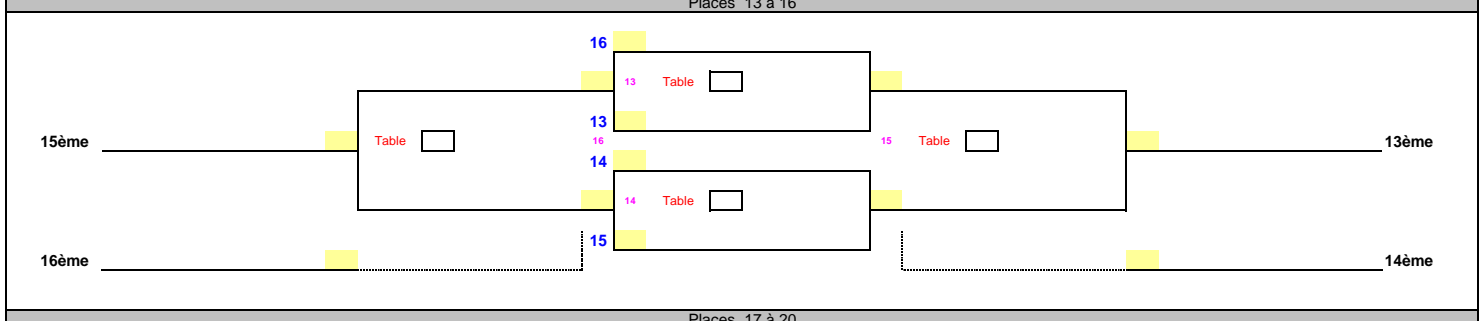 Places 13 à 16
16
13 Table
13
15ème Table 16 15 Table 13ème
14
14 Table
15
16ème 14ème
Places 17 à 20